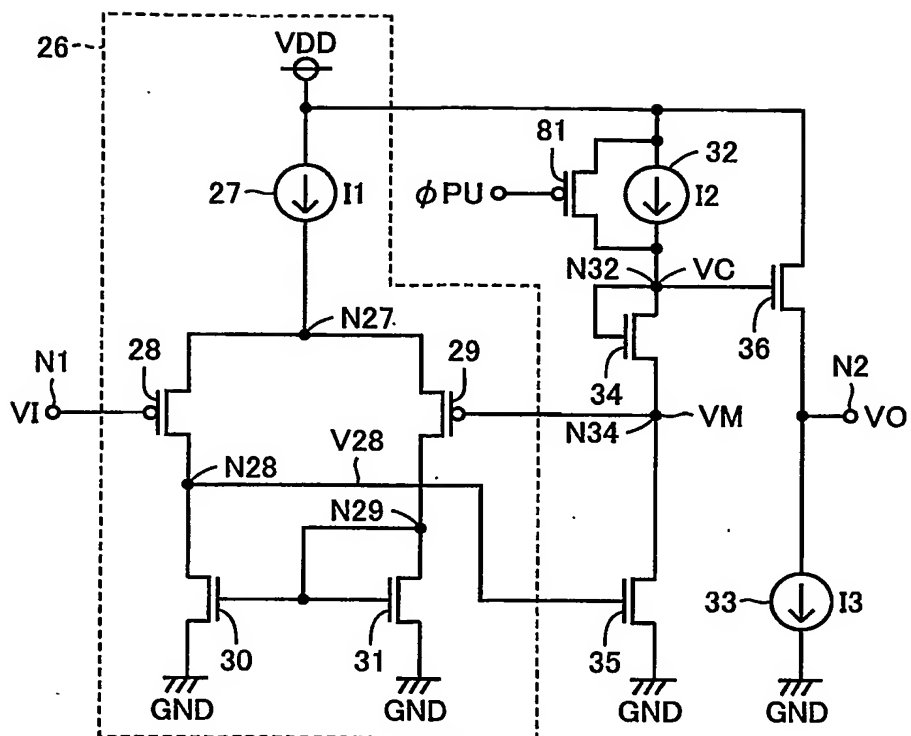 26
VDD
81
32
27
I1
φPU
I2
N32
VC
N27
28
29
36
N1
34
N2
VI
N34
VM
VO
V28
N28
N29
33
I3
30
31
35
GND
GND
GND
GND